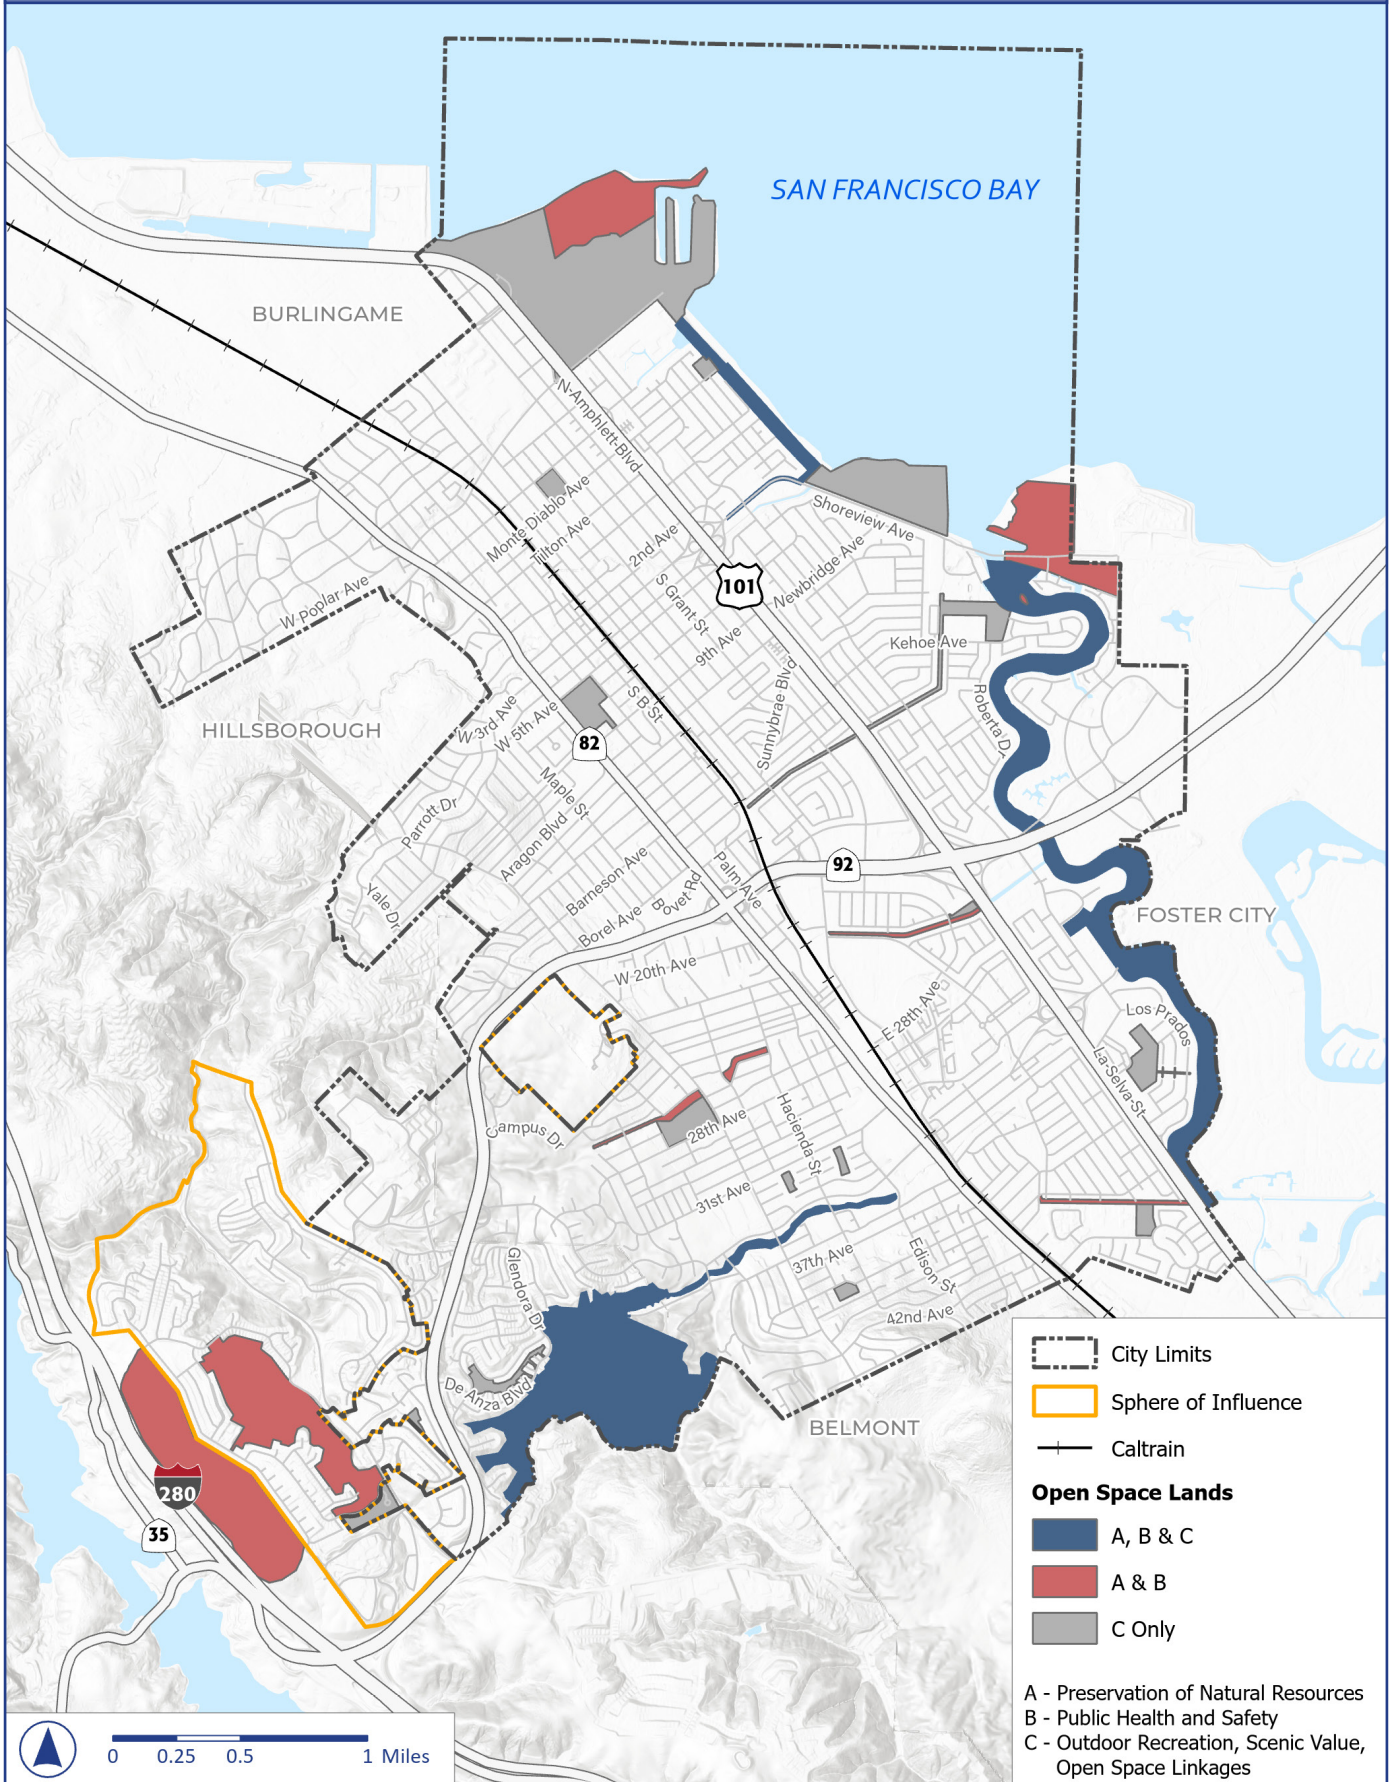 SAN FRANCISCO BAY
BURLINGAME
N Amphlett Blvd
Monte Diablo Ave
Tilton Ave
2nd Ave
Shoreview Ave
101
Newbridge Ave
S Grant St
W Poplar Ave
9th Ave
Kehoe Ave
Sunnybrae Blvd
Roberta Dr
S B St
W 3rd Ave
W 5th Ave
HILLSBOROUGH
82
Maple St
Parrott Dr
Aragon Blvd
Barneson Ave
Bovet Rd
Palm Ave
92
Yale Dr
Borel Ave
FOSTER CITY
W 20th Ave
E 28th Ave
Los Prados
La Selva St
Campus Dr
28th Ave
Hacienda St
31st Ave
37th Ave
Edison St
Glendora Dr
42nd Ave
De Anza Blvd
BELMONT
280
35
City Limits
Sphere of Influence
Caltrain
Open Space Lands
A, B & C
A & B
C Only
A - Preservation of Natural Resources
B - Public Health and Safety
C - Outdoor Recreation, Scenic Value,
Open Space Linkages
0 0.25 0.5 1 Miles